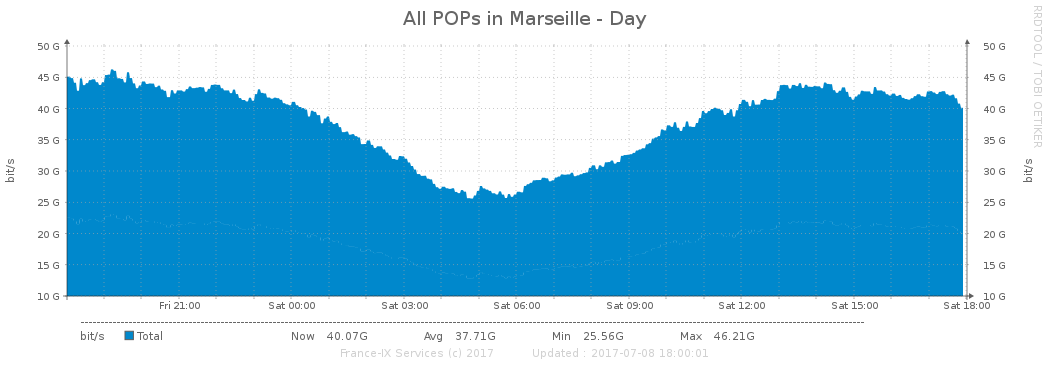 All POPs in Marseille - Day
RRDTOOL / TOBI OETIKER
bit/s
50 G
45 G
40 G
35 G
30 G
25 G
20 G
15 G
10 G
50 G
45 G
40 G
35 G
30 G
25 G
20 G
15 G
10 G
bit/s
Fri 21:00 Sat 00:00 Sat 03:00 Sat 06:00 Sat 09:00 Sat 12:00 Sat 15:00 Sat 18:00
bit/s Total Now 40.07G Avg 37.71G Min 25.56G Max 46.21G
France-IX Services (c) 2017 Updated : 2017-07-08 18:00:01